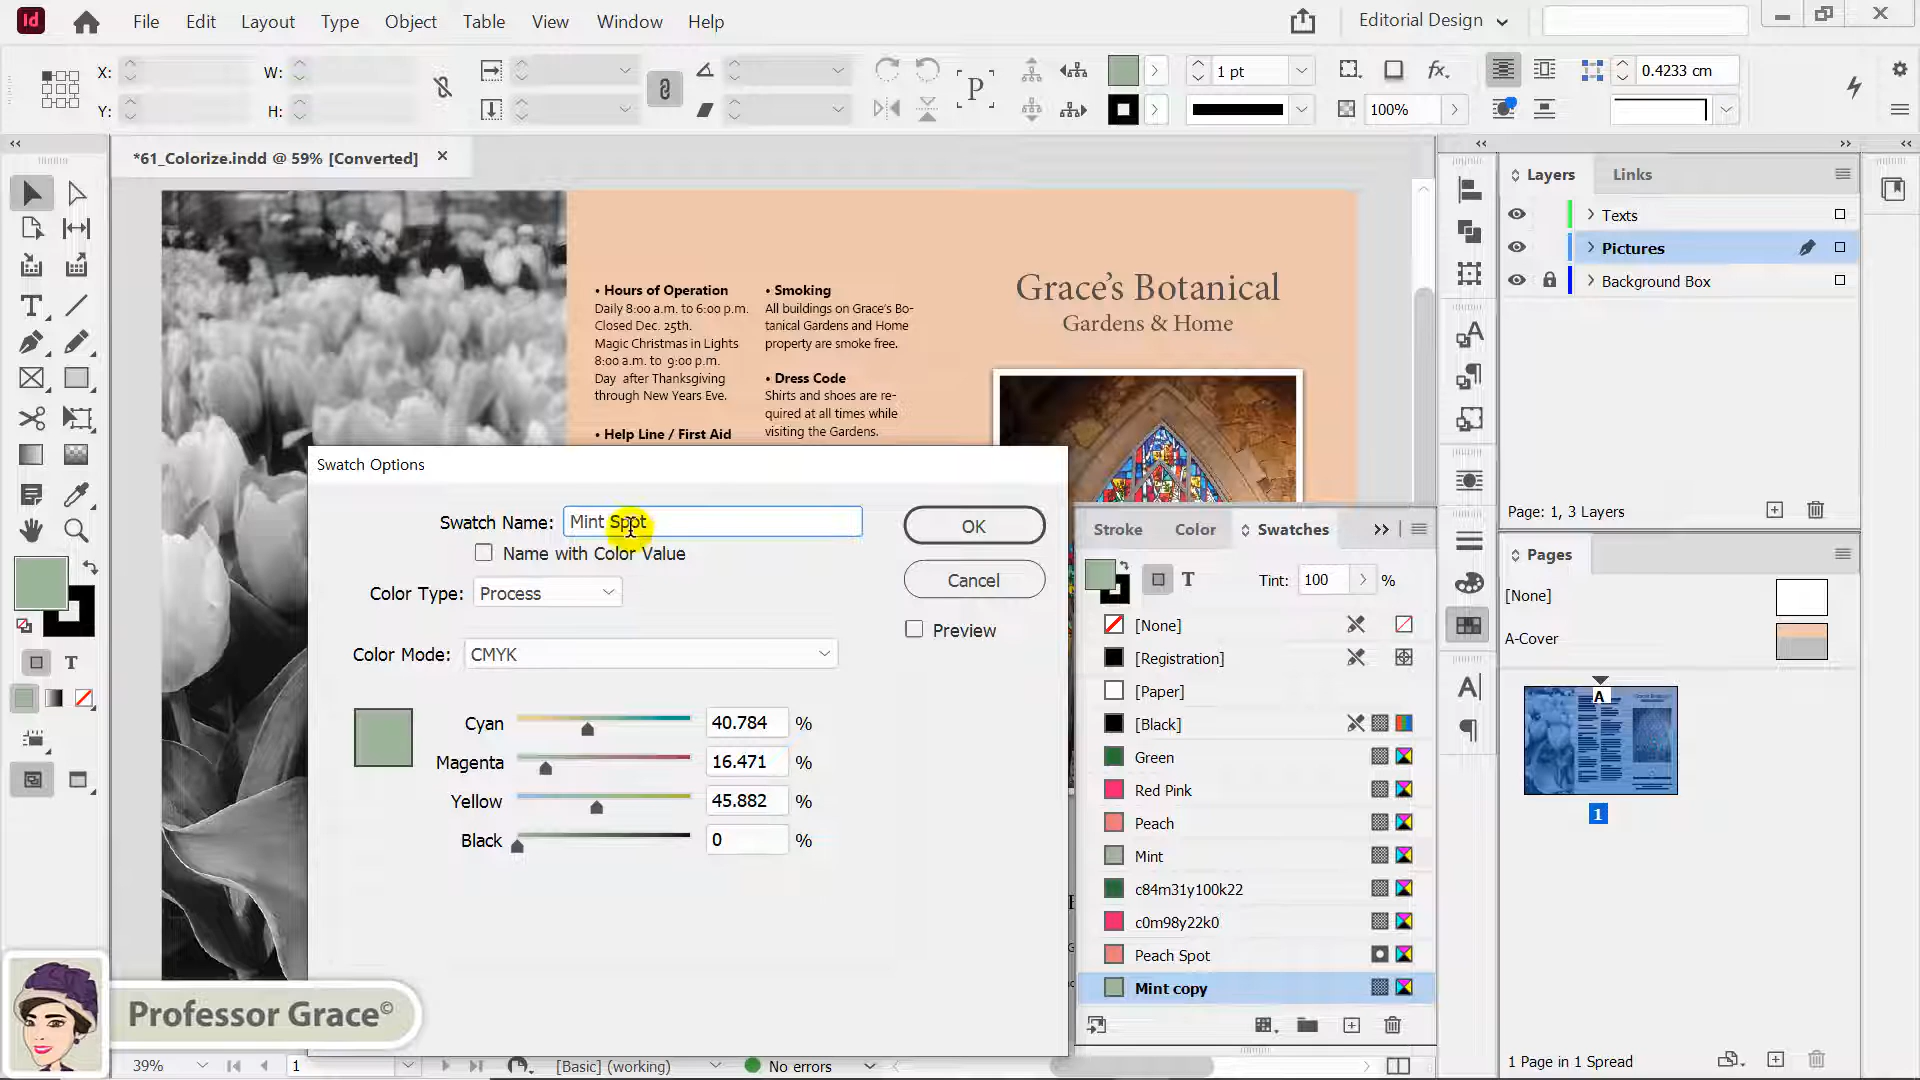 Id
File Edit Layout Object Type Table View Window Help
Editorial Design
X:
W:
Y:
H:
P
fx.
1 pt
100%
0.4233 cm
*61_Colorize.indd @ 59% [Converted]
• Hours of Operation
Daily 8:00 a.m. to 6:00 p.m.
Closed Dec. 25th.
Magic Christmas in Lights
8:00 a.m. to 9:00 p.m.
Day after Thanksgiving
through New Years Eve.
• Help Line / First Aid
• Smoking
All buildings on Grace's Bo-
tanical Gardens and Home
property are smoke free.
• Dress Code
Shirts and shoes are re-
quired at all times while
visiting the Gardens.
Grace's Botanical
Gardens & Home
Swatch Options
Swatch Name: Mint Spot
Name with Color Value
Color Type: Process
Color Mode: CMYK
Cyan 40.784 %
Magenta 16.471 %
Yellow 45.882 %
Black 0 %
OK
Cancel
Preview
Stroke Color Swatches
T
Tint: 100 %
[None]
[Registration]
[Paper]
[Black]
Green
Red Pink
Peach
Mint
c84m31y100k22
c0m98y22k0
Peach Spot
Mint copy
Layers Links
Texts
Pictures
Background Box
Page: 1, 3 Layers
Pages
[None]
A-Cover
A
1
1 Page in 1 Spread
T
T
A
Professor Grace©
39%
1
[Basic] (working)
No errors